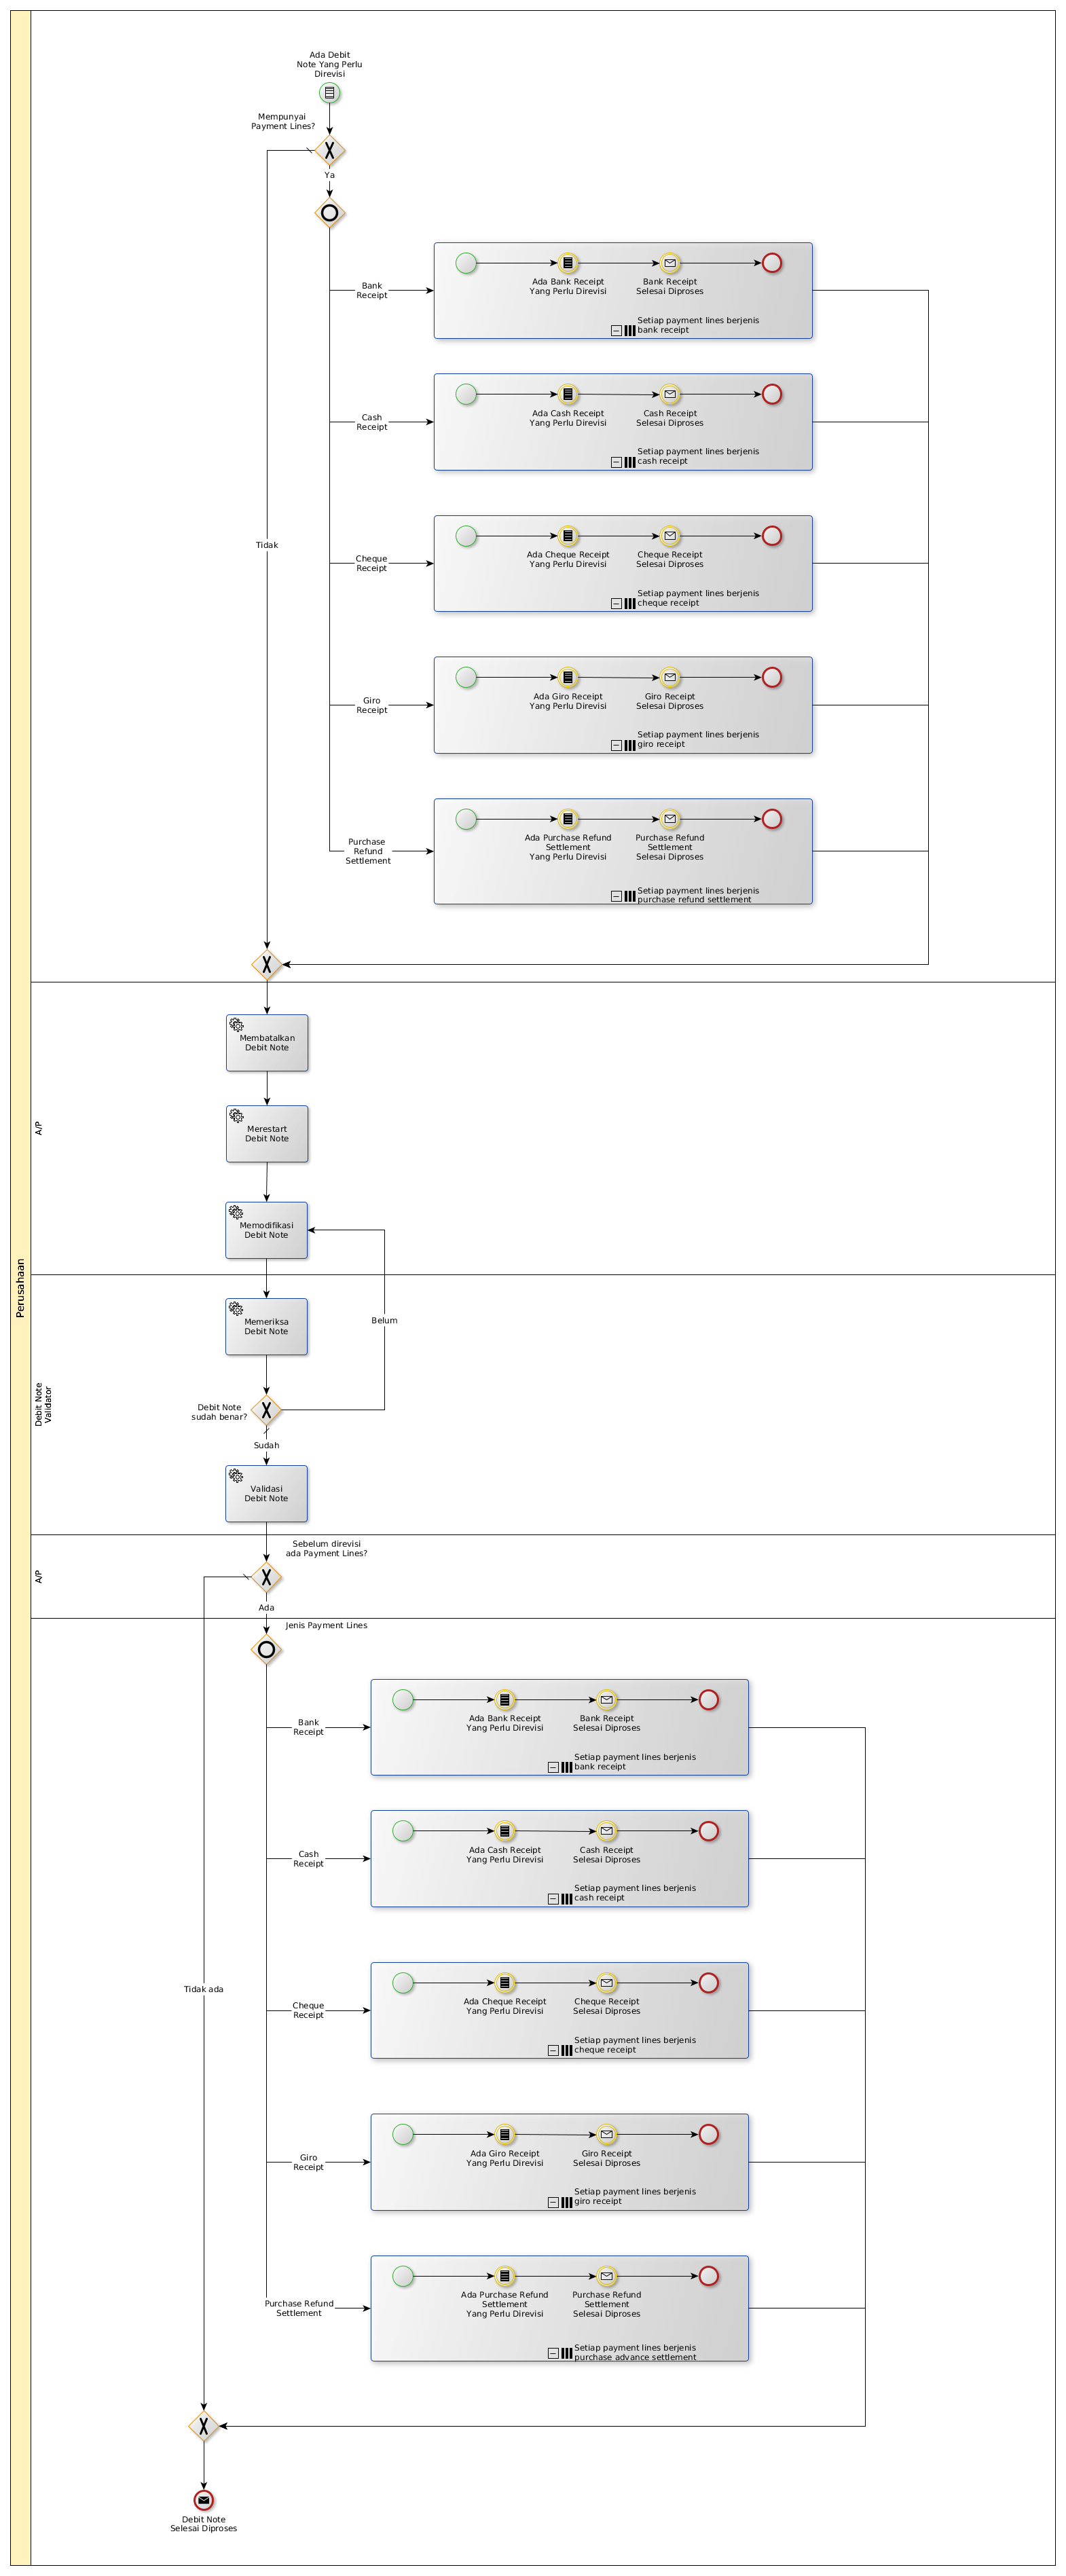 Perusahaan
Ada Debit
Note Yang Perlu
Direvisi
Mempunyai
Payment Lines?
Ya
Tidak
Bank
Receipt
Ada Bank Receipt
Yang Perlu Direvisi
Bank Receipt
Selesai Diproses
Setiap payment lines berjenis
bank receipt
Cash
Receipt
Ada Cash Receipt
Yang Perlu Direvisi
Cash Receipt
Selesai Diproses
Setiap payment lines berjenis
cash receipt
Cheque
Receipt
Ada Cheque Receipt
Yang Perlu Direvisi
Cheque Receipt
Selesai Diproses
Setiap payment lines berjenis
cheque receipt
Giro
Receipt
Ada Giro Receipt
Yang Perlu Direvisi
Giro Receipt
Selesai Diproses
Setiap payment lines berjenis
giro receipt
Purchase
Refund
Settlement
Ada Purchase Refund
Settlement
Yang Perlu Direvisi
Purchase Refund
Settlement
Selesai Diproses
Setiap payment lines berjenis
purchase refund settlement
A/P
Membatalkan
Debit Note
Merestart
Debit Note
Memodifikasi
Debit Note
Debit Note
Validator
Memeriksa
Debit Note
Belum
Debit Note
sudah benar?
Sudah
Validasi
Debit Note
A/P
Sebelum direvisi
ada Payment Lines?
Ada
Tidak ada
Jenis Payment Lines
Bank
Receipt
Ada Bank Receipt
Yang Perlu Direvisi
Bank Receipt
Selesai Diproses
Setiap payment lines berjenis
bank receipt
Cash
Receipt
Ada Cash Receipt
Yang Perlu Direvisi
Cash Receipt
Selesai Diproses
Setiap payment lines berjenis
cash receipt
Cheque
Receipt
Ada Cheque Receipt
Yang Perlu Direvisi
Cheque Receipt
Selesai Diproses
Setiap payment lines berjenis
cheque receipt
Giro
Receipt
Ada Giro Receipt
Yang Perlu Direvisi
Giro Receipt
Selesai Diproses
Setiap payment lines berjenis
giro receipt
Purchase Refund
Settlement
Ada Purchase Refund
Settlement
Yang Perlu Direvisi
Purchase Refund
Settlement
Selesai Diproses
Setiap payment lines berjenis
purchase advance settlement
Debit Note
Selesai Diproses